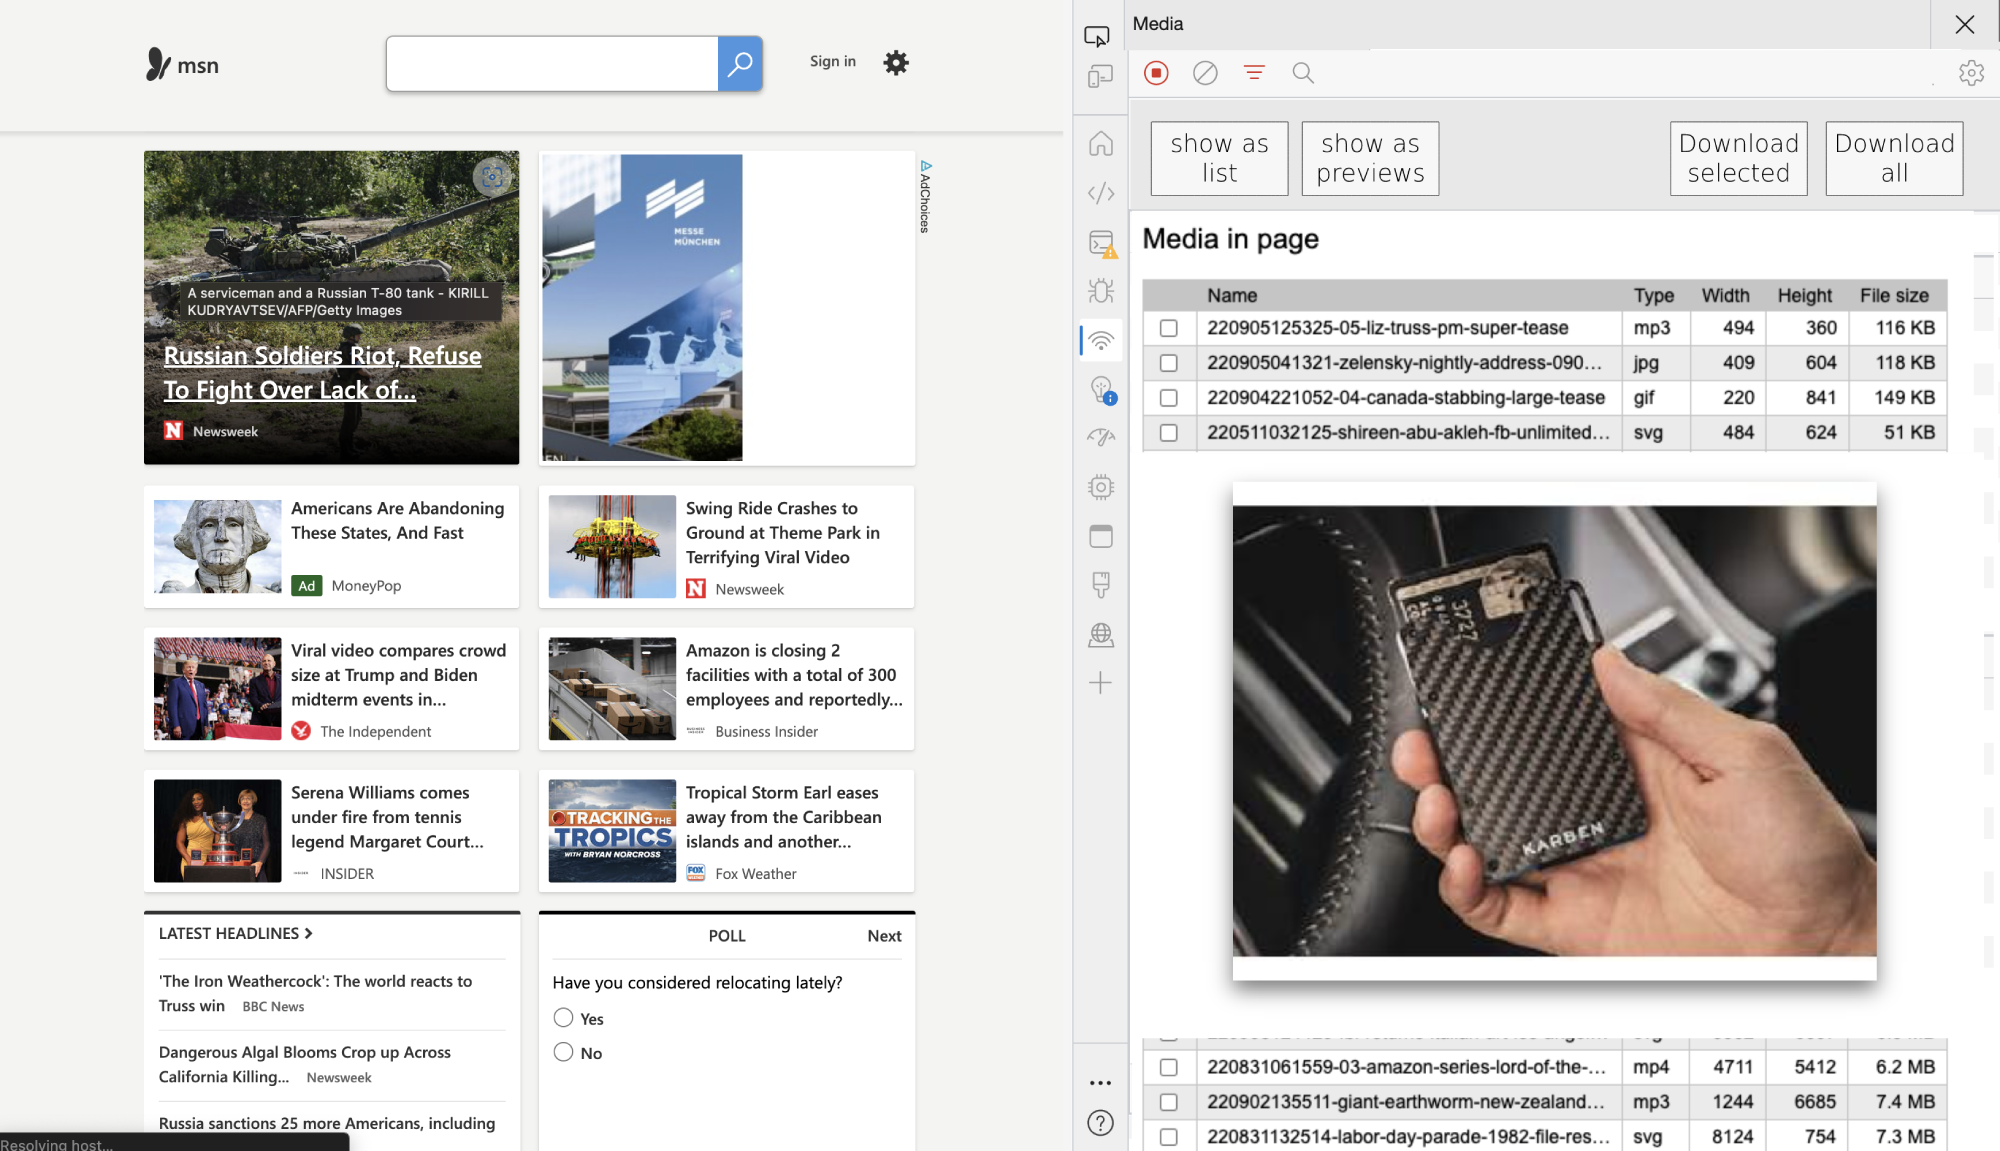 msn
Sign in
AdChoices
A serviceman and a Russian T-80 tank - KIRILL
KUDRYAVTSEV/AFP/Getty Images
Russian Soldiers Riot, Refuse
To Fight Over Lack of...
N Newsweek
MESSE
MÜNCHEN
EN
Americans Are Abandoning
These States, And Fast
Ad MoneyPop
Swing Ride Crashes to
Ground at Theme Park in
Terrifying Viral Video
N Newsweek
Viral video compares crowd
size at Trump and Biden
midterm events in...
The Independent
Amazon is closing 2
facilities with a total of 300
employees and reportedly...
Business Insider
Serena Williams comes
under fire from tennis
legend Margaret Court...
INSIDER
TRACKING THE
TROPICS
WITH BRYAN NORCROSS
Tropical Storm Earl eases
away from the Caribbean
islands and another...
FOX Fox Weather
LATEST HEADLINES
'The Iron Weathercock': The world reacts to
Truss win BBC News
Dangerous Algal Blooms Crop up Across
California Killing... Newsweek
Russia sanctions 25 more Americans, including
Resolving host...
POLL Next
Have you considered relocating lately?
Yes
No
Media
show as
list
show as
previews
Download
selected
Download
all
Media in page
Name Type Width Height File size
220905125325-05-liz-truss-pm-super-tease mp3 494 360 116 KB
220905041321-zelensky-nightly-address-090... jpg 409 604 118 KB
220904221052-04-canada-stabbing-large-tease gif 220 841 149 KB
220511032125-shireen-abu-akleh-fb-unlimited... svg 484 624 51 KB
3727
KARBEN
220831061559-03-amazon-series-lord-of-the-... mp4 4711 5412 6.2 MB
220902135511-giant-earthworm-new-zealand... mp3 1244 6685 7.4 MB
220831132514-labor-day-parade-1982-file-res... svg 8124 754 7.3 MB